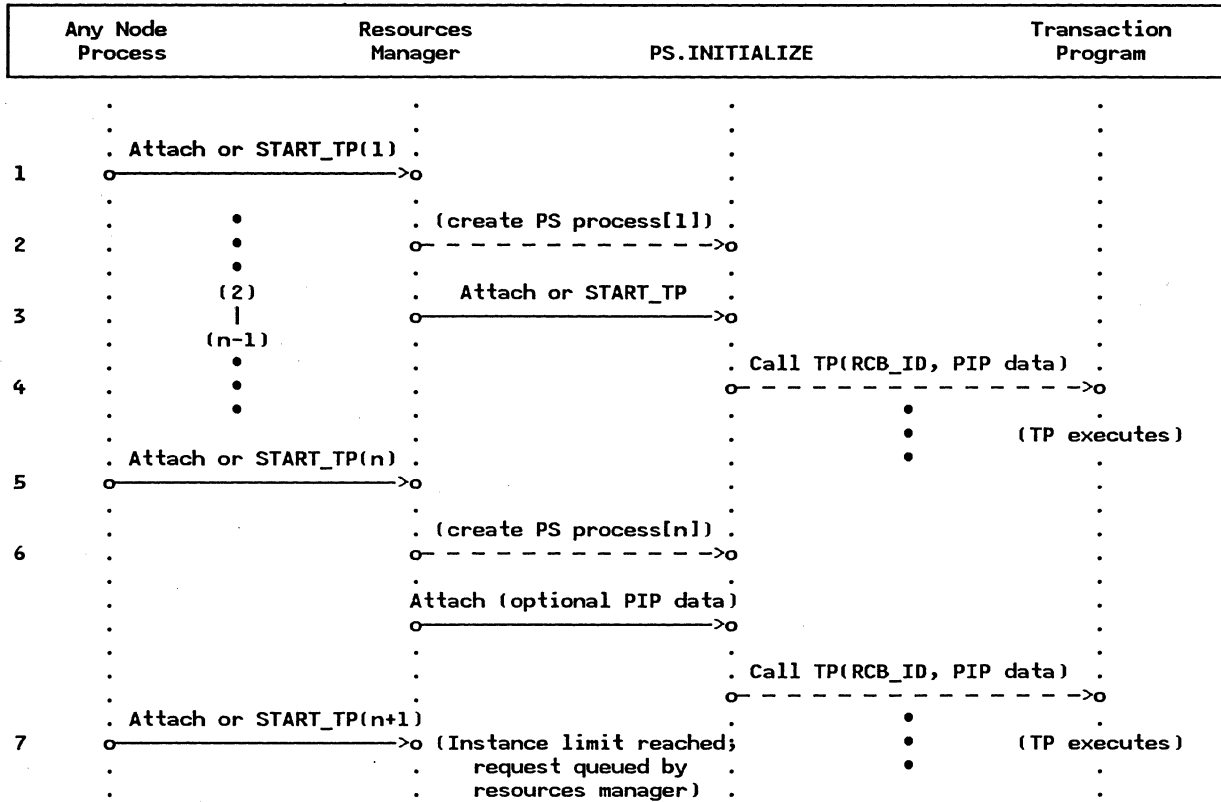 Any Node Process
Resources Manager
PS.INITIALIZE
Transaction Program
Attach or START_TP(1)
1
(create PS process[1])
2
(2)
Attach or START_TP
3
|
(n-1)
Call TP(RCB_ID, PIP data)
4
(TP executes)
Attach or START_TP(n)
5
(create PS process[n])
6
Attach (optional PIP data)
Call TP(RCB_ID, PIP data)
Attach or START_TP(n+1)
7
(Instance limit reached;
request queued by
resources manager)
(TP executes)